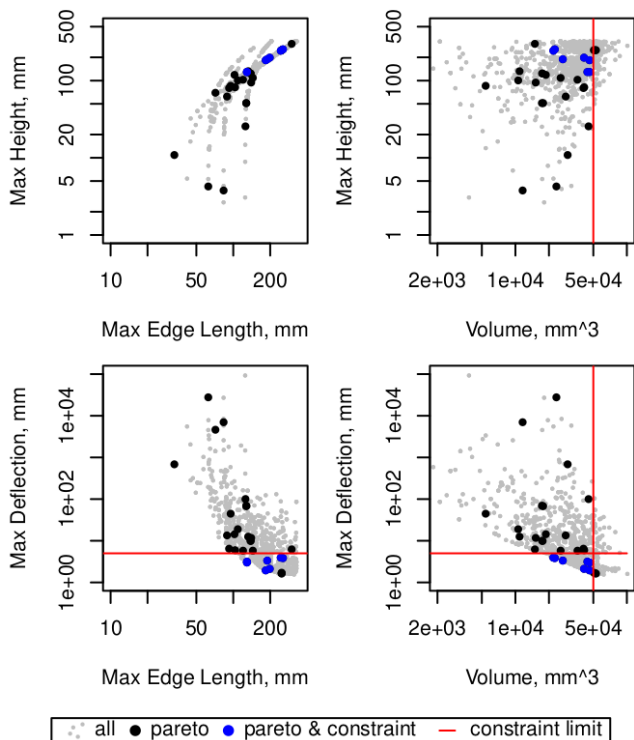 Max Height, mm
500
100
20
5
1
10
50
200
Max Edge Length, mm
Max Height, mm
500
100
20
5
1
2e+03
1e+04
5e+04
Volume, mm^3
Max Deflection, mm
1e+04
1e+02
1e+00
10
50
200
Max Edge Length, mm
Max Deflection, mm
1e+04
1e+02
1e+00
2e+03
1e+04
5e+04
Volume, mm^3
all pareto pareto & constraint constraint limit